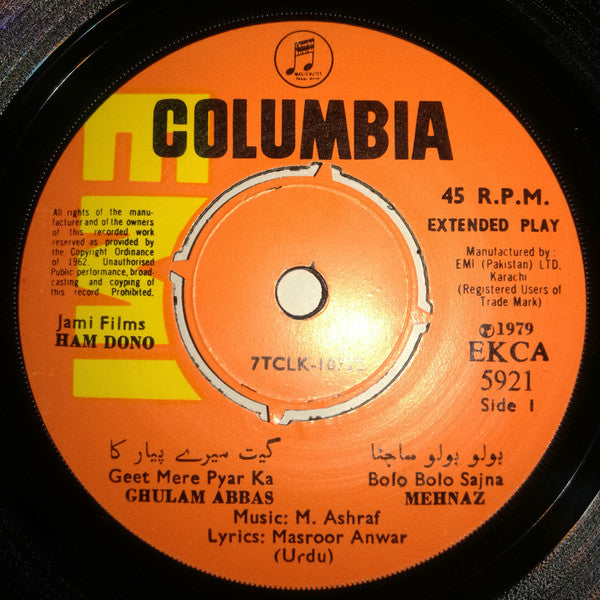 COLUMBIA
EMI
45 R.P.M.
EXTENDED PLAY
All rights of the manu-
facturer and of the owners
of this recorded work
reserved as provided by
the Copyright Ordinance
of 1962. Unauthorised
Public performance, broad-
casting and coyping of
this record Prohibited.
Manufactured by:
EMI (Pakistan) LTD.
Karachi
(Registered Users of
Trade Mark)
Jami Films
HAM DONO
℗1979
EKCA
5921
Side 1
گیت میرے پیار کا
Geet Mere Pyar Ka
GHULAM ABBAS
بولو بولو ساجنا
Bolo Bolo Sajna
MEHNAZ
Music: M. Ashraf
Lyrics: Masroor Anwar
(Urdu)